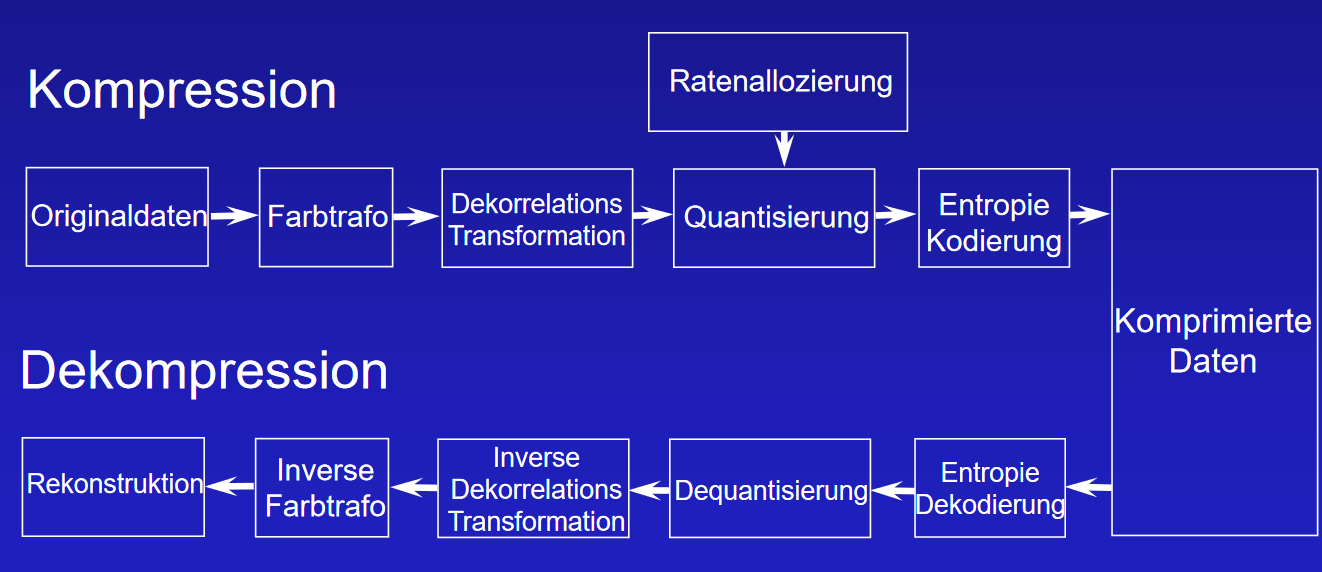 Kompression
Ratenallozierung
Originaldaten
Farbtrafo
Dekorrelations
Transformation
Quantisierung
Entropie
Kodierung
Komprimierte
Daten
Dekompression
Rekonstruktion
Inverse
Farbtrafo
Inverse
Dekorrelations
Transformation
Dequantisierung
Entropie
Dekodierung